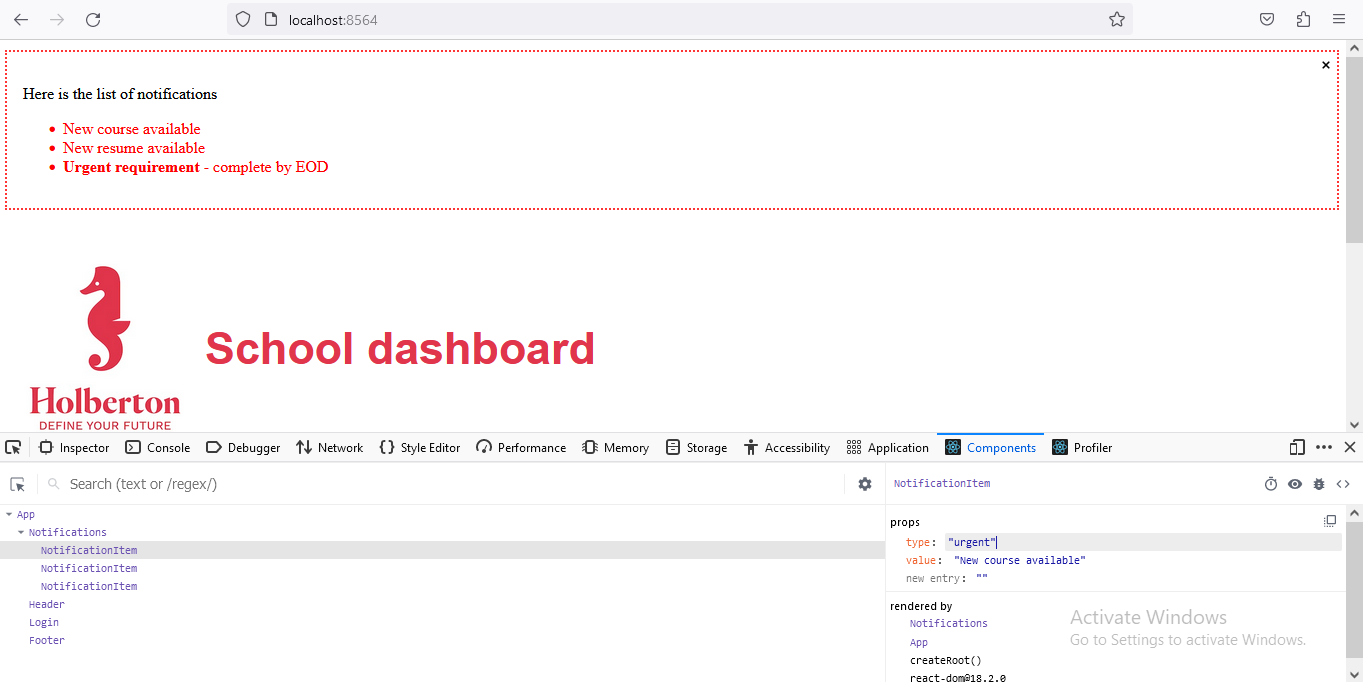 localhost:8564
×
Here is the list of notifications
• New course available
• New resume available
• Urgent requirement - complete by EOD
School dashboard
Holberton
DEFINE YOUR FUTURE
Inspector Console Debugger Network Style Editor Performance Memory Storage Accessibility Application Components Profiler
Search (text or /regex/)
NotificationItem
App
Notifications
NotificationItem
NotificationItem
NotificationItem
Header
Login
Footer
props
type: "urgent"
value: "New course available"
new entry: ""
rendered by
Notifications
App
createRoot()
react-dom@18.2.0
Activate Windows
Go to Settings to activate Windows.